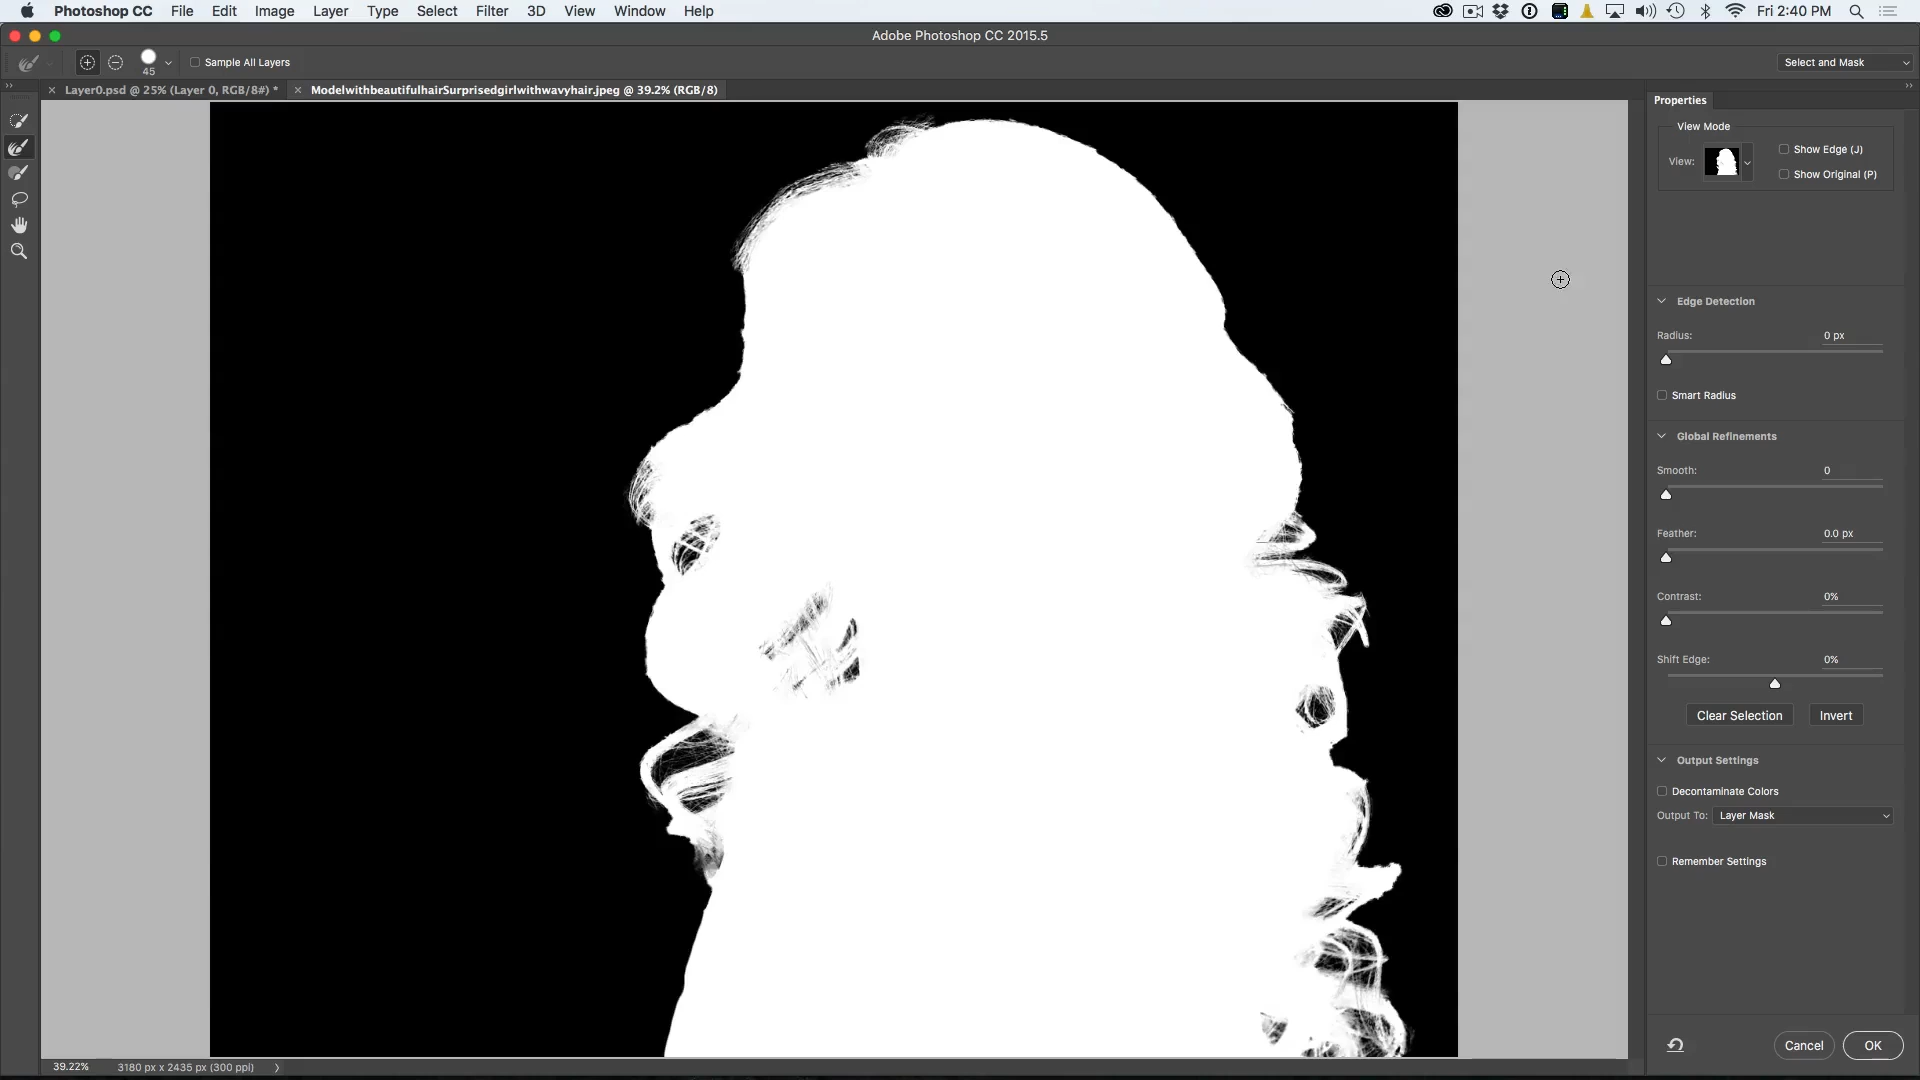 Photoshop CC File Edit Image Layer Type Select Filter 3D View Window Help Fri 2:40 PM
Adobe Photoshop CC 2015.5
45 Sample All Layers Select and Mask
Layer0.psd @ 25% (Layer 0, RGB/8#) * ModelwithbeautifulhairSurprisedgirlwithwavyhair.jpeg @ 39.2% (RGB/8)
Properties
View Mode
View: Show Edge (J)
Show Original (P)
Edge Detection
Radius: 0 px
Smart Radius
Global Refinements
Smooth: 0
Feather: 0.0 px
Contrast: 0%
Shift Edge: 0%
Clear Selection Invert
Output Settings
Decontaminate Colors
Output To: Layer Mask
Remember Settings
Cancel OK
39.22% 3180 px x 2435 px (300 ppi)